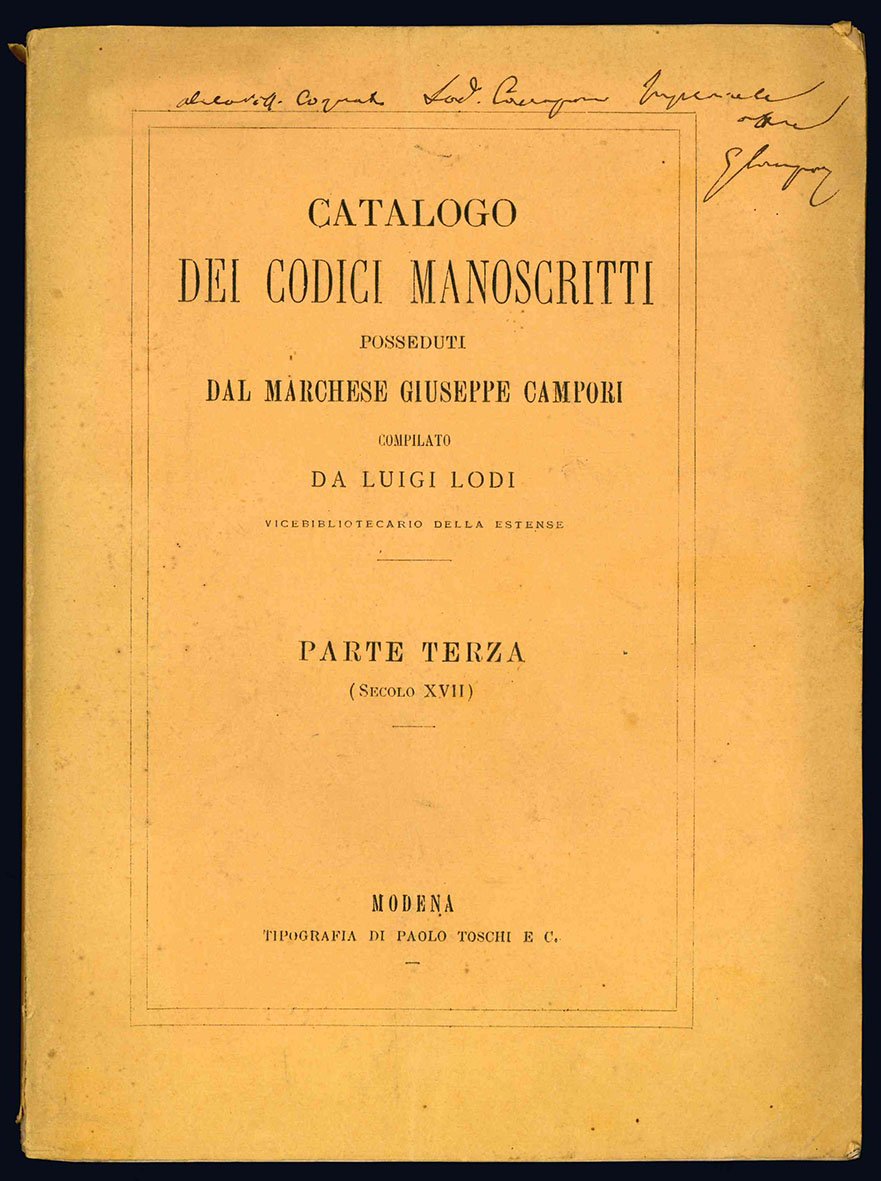 G Campori
CATALOGO
DEI CODICI MANOSCRITTI
POSSEDUTI
DAL MARCHESE GIUSEPPE CAMPORI
COMPILATO
DA LUIGI LODI
VICEBIBLIOTECARIO DELLA ESTENSE
PARTE TERZA
(SECOLO XVII)
MODENA
TIPOGRAFIA DI PAOLO TOSCHI E C.